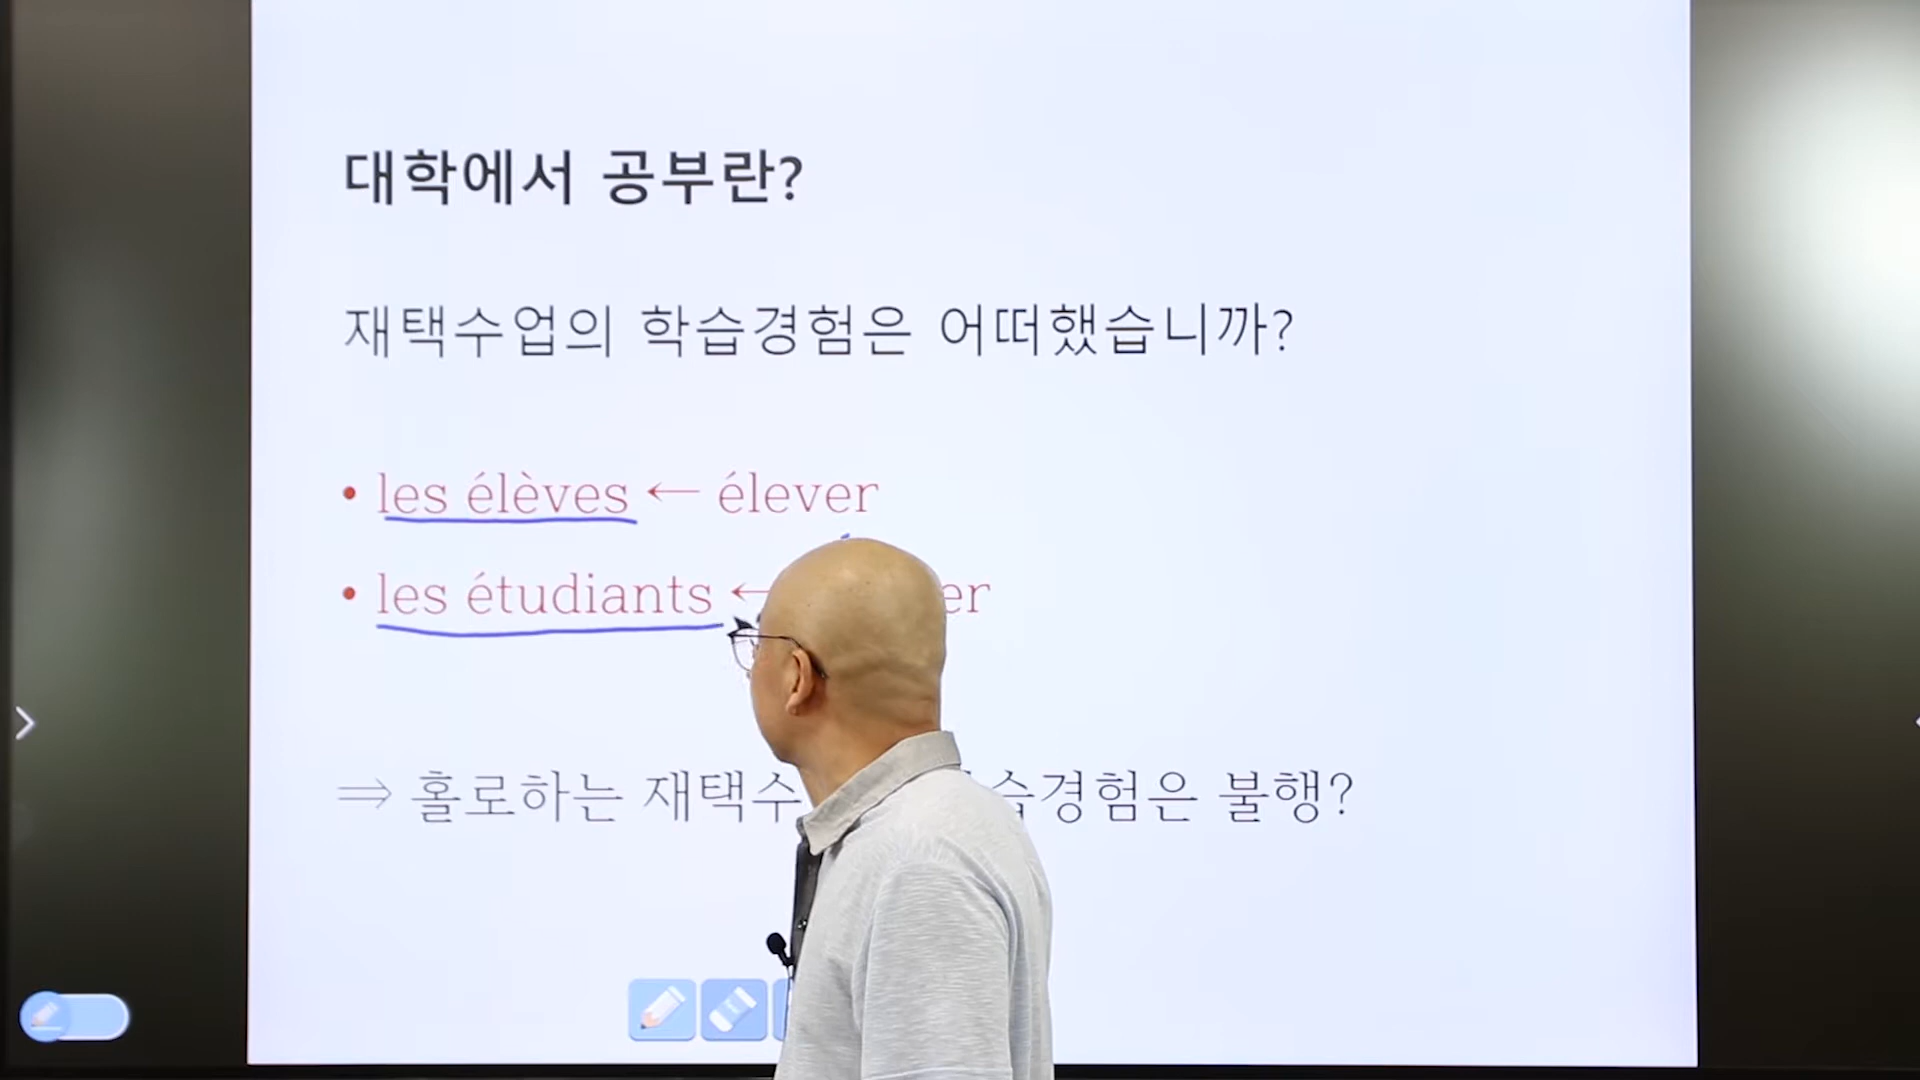 대학에서 공부란?
재택수업의 학습경험은 어떠했습니까?
• les élèves ← élever
• les étudiants ←
⇒ 홀로하는 재택수 경험은 불행?